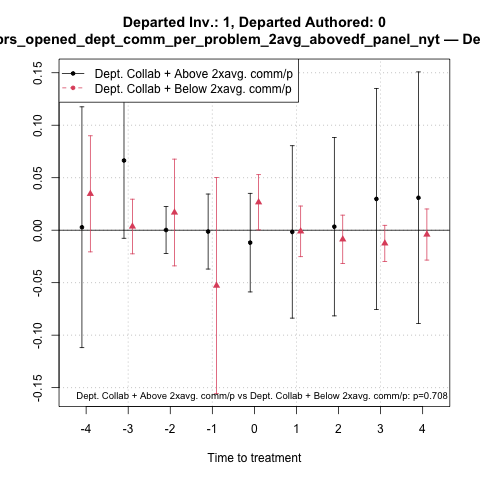 Departed Inv.: 1, Departed Authored: 0
prs_opened_dept_comm_per_problem_2avg_abovedf_panel_nyt — De
Dept. Collab + Above 2xavg. comm/p
Dept. Collab + Below 2xavg. comm/p
0.15
0.10
0.05
0.00
-0.05
-0.10
-0.15
Dept. Collab + Above 2xavg. comm/p vs Dept. Collab + Below 2xavg. comm/p: p=0.708
-4 -3 -2 -1 0 1 2 3 4
Time to treatment